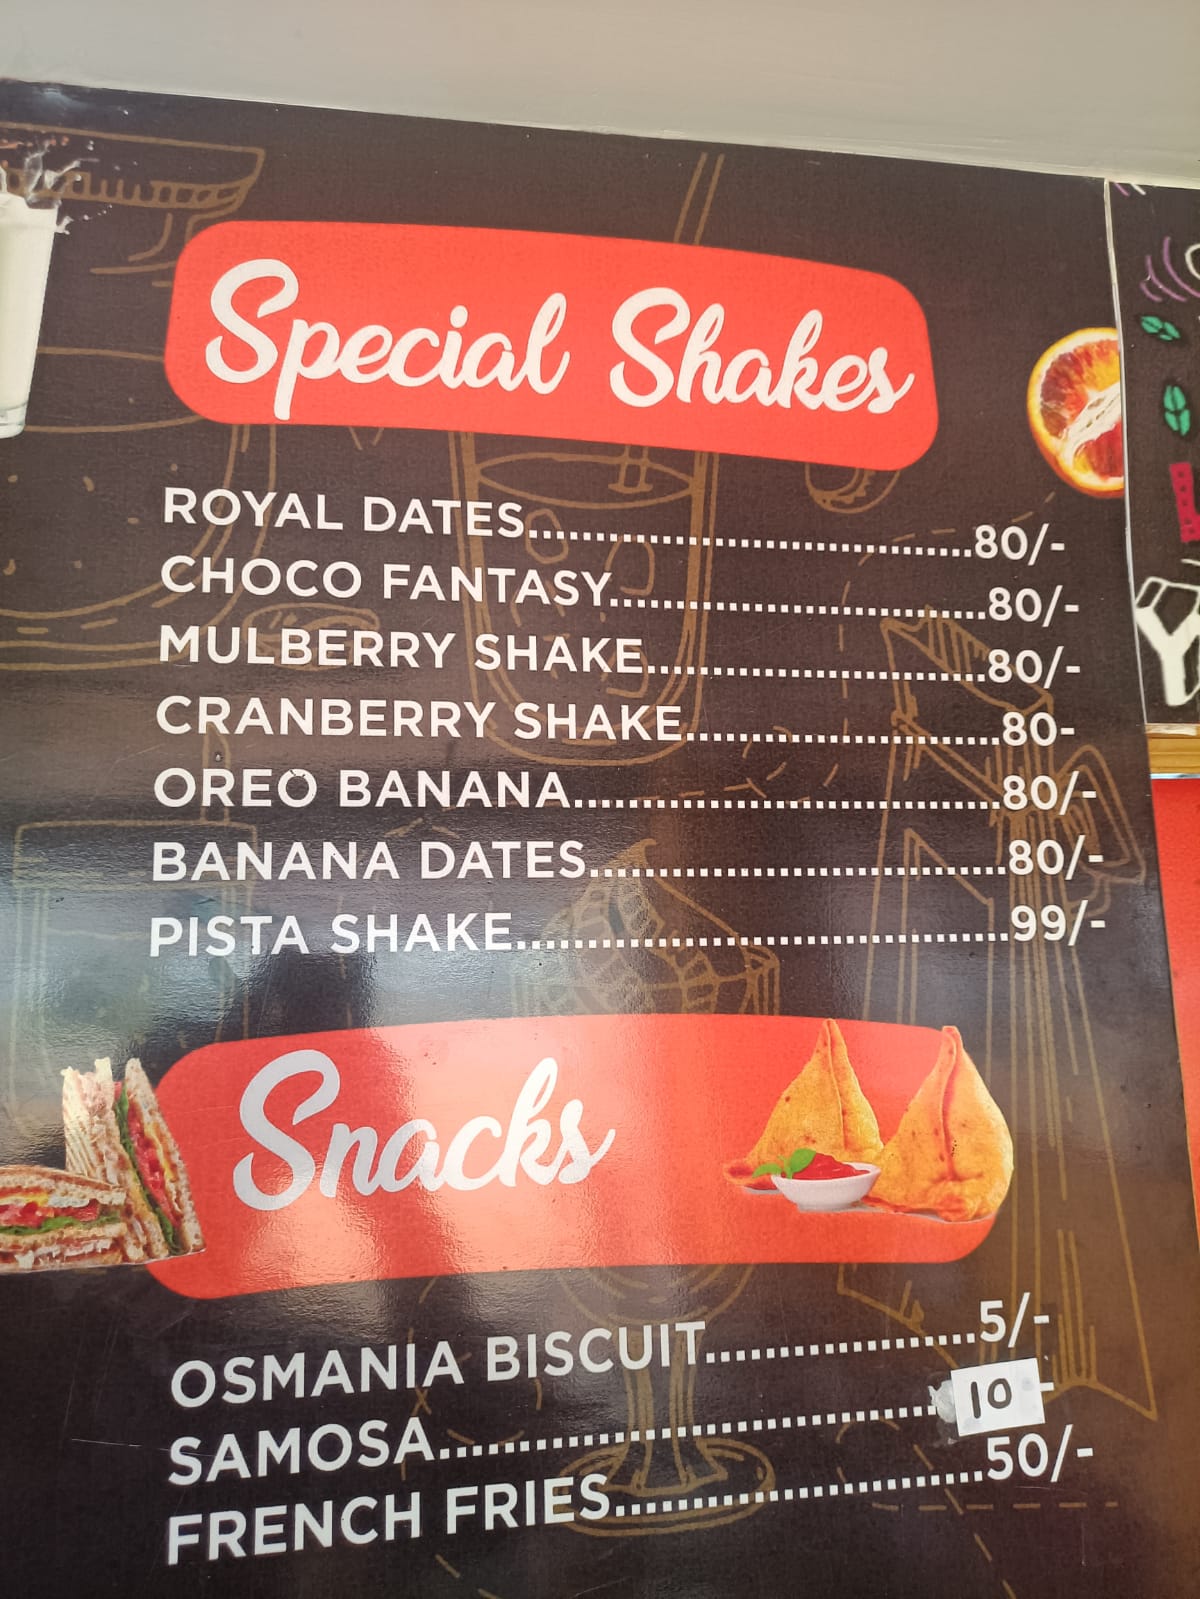 Special Shakes
ROYAL DATES..................................80/-
CHOCO FANTASY.............................80/-
MULBERRY SHAKE..........................80/-
CRANBERRY SHAKE........................80-
OREO BANANA.................................80/-
BANANA DATES................................80/-
PISTA SHAKE.....................................99/-
Snacks
OSMANIA BISCUIT....................5/-
SAMOSA......................................10 -
FRENCH FRIES............................50/-